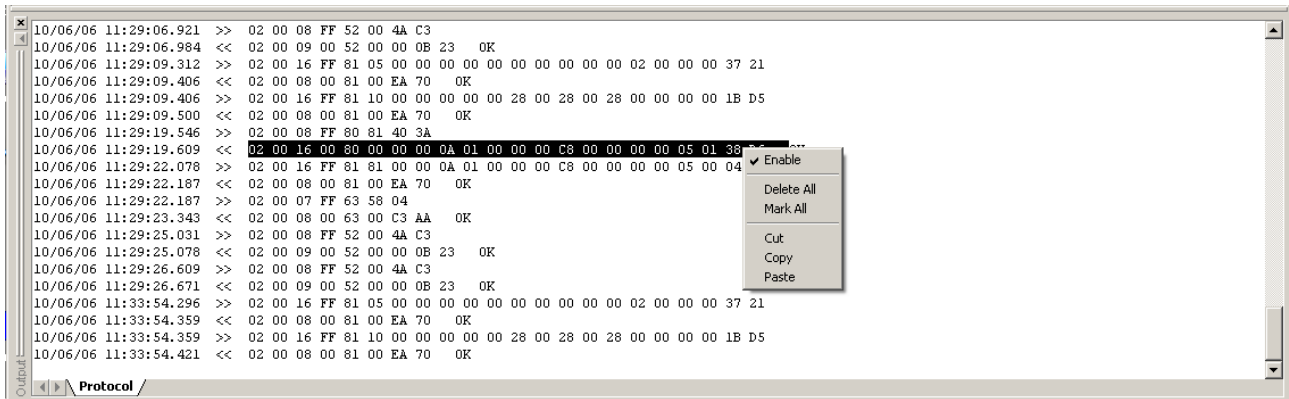 10/06/06 11:29:06.921 >> 02 00 08 FF 52 00 4A C3
10/06/06 11:29:06.984 << 02 00 09 00 52 00 00 0B 23 OK
10/06/06 11:29:09.312 >> 02 00 16 FF 81 05 00 00 00 00 00 00 00 00 00 00 02 00 00 00 37 21
10/06/06 11:29:09.406 << 02 00 08 00 81 00 EA 70 OK
10/06/06 11:29:09.406 >> 02 00 16 FF 81 10 00 00 00 00 00 28 00 28 00 28 00 00 00 00 1B D5
10/06/06 11:29:09.500 << 02 00 08 00 81 00 EA 70 OK
10/06/06 11:29:19.546 >> 02 00 08 FF 80 81 40 3A
10/06/06 11:29:19.609 << 02 00 16 00 80 00 00 00 0A 01 00 00 00 C8 00 00 00 00 05 01 38
10/06/06 11:29:22.078 >> 02 00 16 FF 81 81 00 00 0A 01 00 00 00 C8 00 00 00 00 05 00 04
10/06/06 11:29:22.187 << 02 00 08 00 81 00 EA 70 OK
10/06/06 11:29:22.187 >> 02 00 07 FF 63 58 04
10/06/06 11:29:23.343 << 02 00 08 00 63 00 C3 AA OK
10/06/06 11:29:25.031 >> 02 00 08 FF 52 00 4A C3
10/06/06 11:29:25.078 << 02 00 09 00 52 00 00 0B 23 OK
10/06/06 11:29:26.609 >> 02 00 08 FF 52 00 4A C3
10/06/06 11:29:26.671 << 02 00 09 00 52 00 00 0B 23 OK
10/06/06 11:33:54.296 >> 02 00 16 FF 81 05 00 00 00 00 00 00 00 00 00 00 02 00 00 00 37 21
10/06/06 11:33:54.359 << 02 00 08 00 81 00 EA 70 OK
10/06/06 11:33:54.359 >> 02 00 16 FF 81 10 00 00 00 00 00 28 00 28 00 28 00 00 00 00 1B D5
10/06/06 11:33:54.421 << 02 00 08 00 81 00 EA 70 OK
Enable
Delete All
Mark All
Cut
Copy
Paste
Output
Protocol